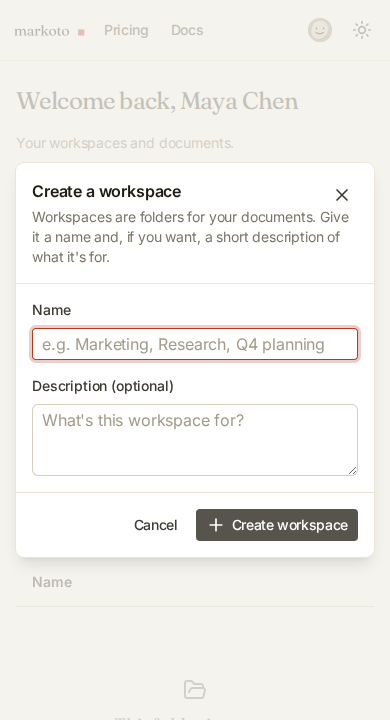 markoto
Pricing
Docs
Welcome back, Maya Chen
Your workspaces and documents.
Create a workspace
Workspaces are folders for your documents. Give
it a name and, if you want, a short description of
what it's for.
Name
e.g. Marketing, Research, Q4 planning
Description (optional)
What's this workspace for?
Cancel
Create workspace
Name